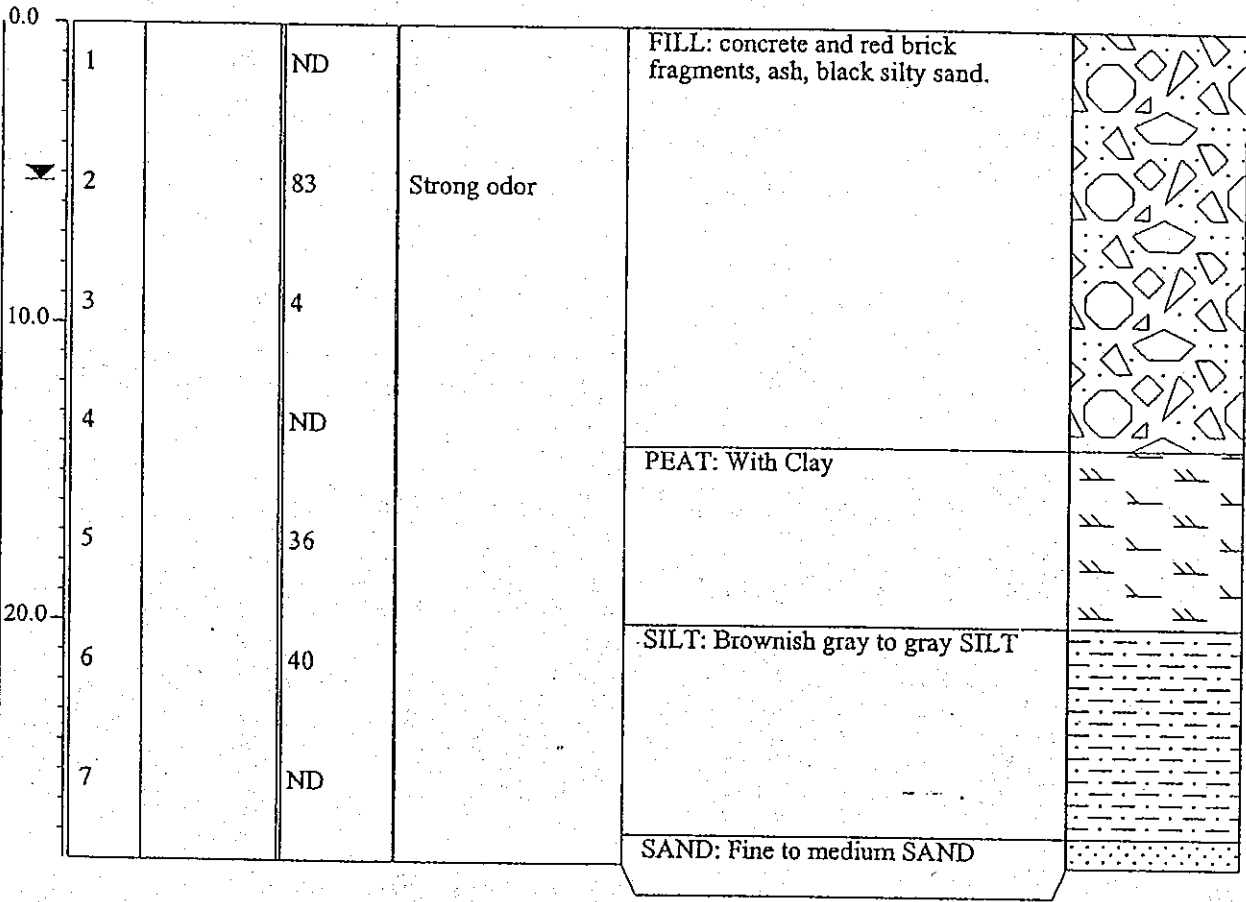 0.0
1
ND
FILL: concrete and red brick
fragments, ash, black silty sand.
2
83
Strong odor
3
4
10.0
4
ND
PEAT: With Clay
5
36
20.0
SILT: Brownish gray to gray SILT
6
40
7
ND
SAND: Fine to medium SAND